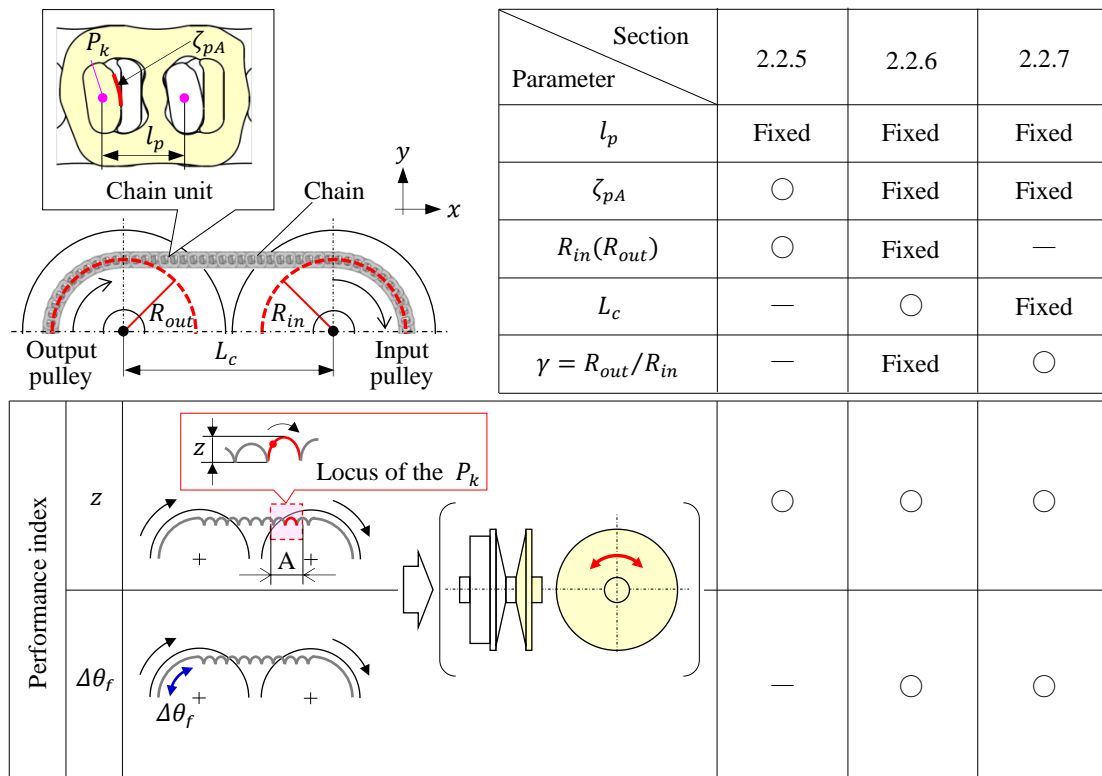 P_k
ζ_pA
l_p
Chain unit
Chain
y
x
R_out
R_in
L_c
Output
pulley
Input
pulley
Section
Parameter
2.2.5
2.2.6
2.2.7
l_p
Fixed
Fixed
Fixed
ζ_pA
○
Fixed
Fixed
R_in(R_out)
○
Fixed
—
L_c
—
○
Fixed
γ = R_out/R_in
—
Fixed
○
Performance index
z
z
Locus of the P_k
A
○
○
○
Δθ_f
Δθ_f
—
○
○